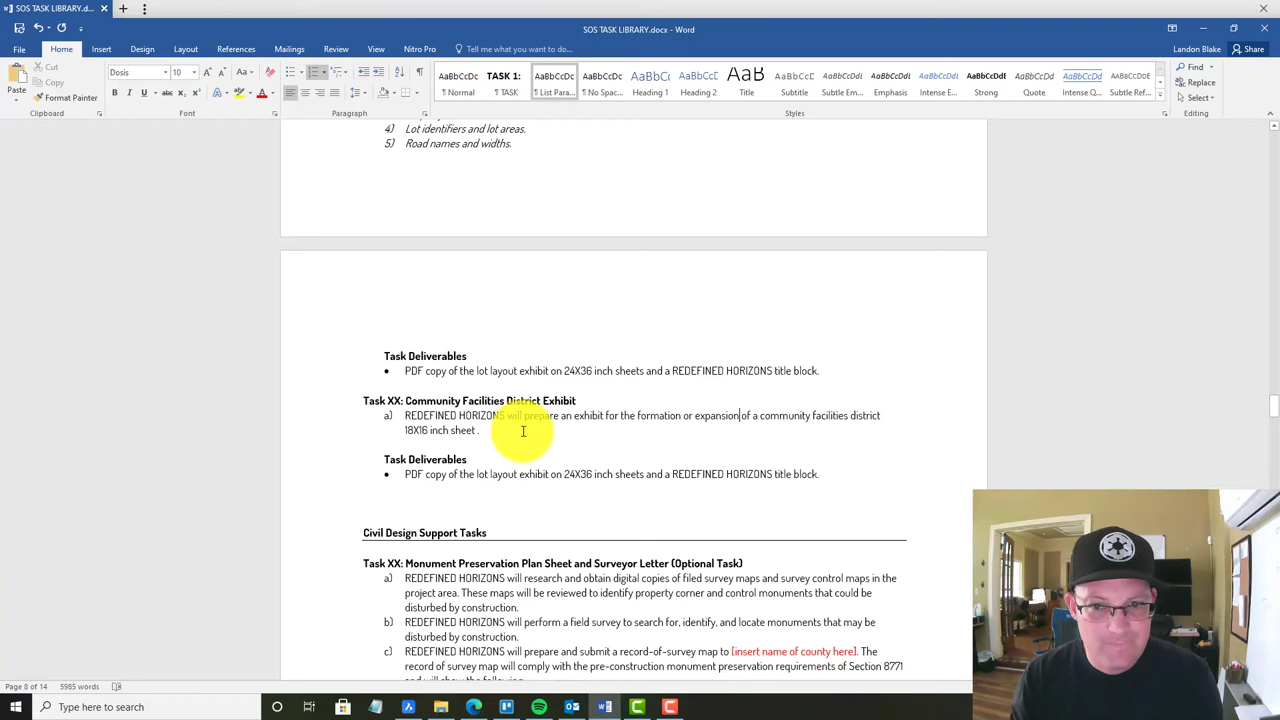 SOS TASK LIBRARY.d...
SOS TASK LIBRARY.docx - Word
File Home Insert Design Layout References Mailings Review View Nitro Pro Tell me what you want to do... Landon Blake Share
Paste Cut Copy Format Painter
Dosis 10
AaBbCcDc TASK 1: AaBbCcDc AaBbCcDc AaBbCc AaBbCcD AaB AaBbCcD AaBbCcDdI AaBbCcDdI AaBbCcDdI AaBbCcDdE AaBbCcDd AaBbCcDd AABBCCDDE
¶ Normal ¶ TASK ¶ List Para... ¶ No Spac... Heading 1 Heading 2 Title Subtitle Subtle Em... Emphasis Intense E... Strong Quote Intense Q... Subtle Ref...
Find
Replace
Select
Clipboard Font Paragraph Styles Editing
4) Lot identifiers and lot areas.
5) Road names and widths.
Task Deliverables
• PDF copy of the lot layout exhibit on 24X36 inch sheets and a REDEFINED HORIZONS title block.
Task XX: Community Facilities District Exhibit
a) REDEFINED HORIZONS will prepare an exhibit for the formation or expansion of a community facilities district
18X16 inch sheet .
Task Deliverables
• PDF copy of the lot layout exhibit on 24X36 inch sheets and a REDEFINED HORIZONS title block.
Civil Design Support Tasks
Task XX: Monument Preservation Plan Sheet and Surveyor Letter (Optional Task)
a) REDEFINED HORIZONS will research and obtain digital copies of filed survey maps and survey control maps in the
project area. These maps will be reviewed to identify property corner and control monuments that could be
disturbed by construction.
b) REDEFINED HORIZONS will perform a field survey to search for, identify, and locate monuments that may be
disturbed by construction.
c) REDEFINED HORIZONS will prepare and submit a record-of-survey map to [insert name of county here]. The
record of survey map will comply with the pre-construction monument preservation requirements of Section 8771
Page 8 of 14 5985 words
Type here to search